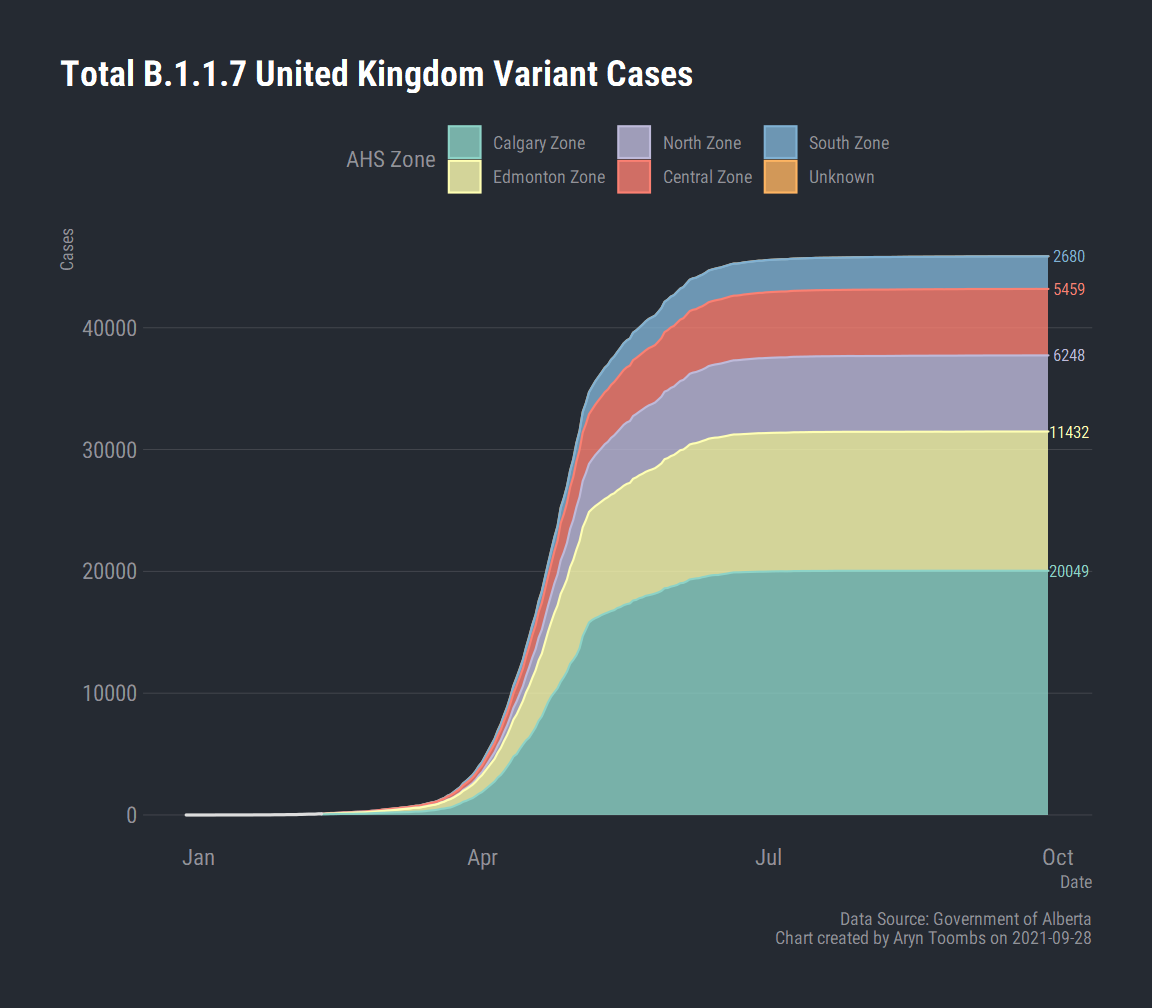 Total B.1.1.7 United Kingdom Variant Cases
AHS Zone
Calgary Zone
North Zone
South Zone
Edmonton Zone
Central Zone
Unknown
Cases
2680
5459
40000
6248
11432
30000
20000
20049
10000
0
Jan
Apr
Jul
Oct
Date
Data Source: Government of Alberta
Chart created by Aryn Toombs on 2021-09-28